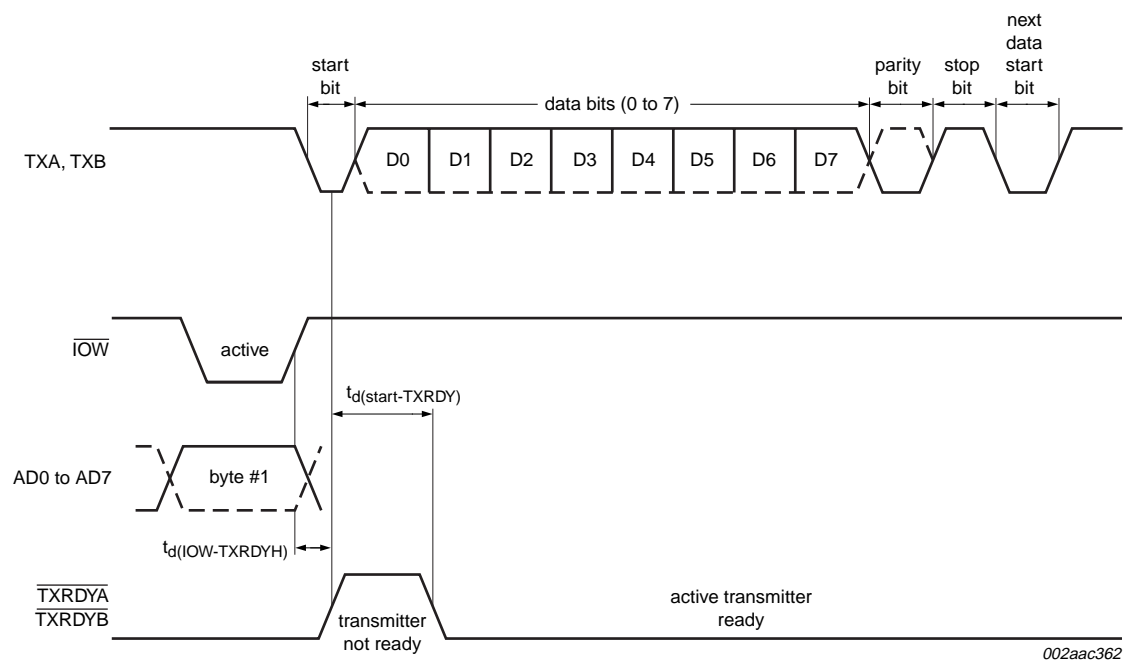 next
data
start
bit
start
bit
parity
bit
stop
bit
data bits (0 to 7)
TXA, TXB
D0 D1 D2 D3 D4 D5 D6 D7
IOW
active
td(start-TXRDY)
AD0 to AD7
byte #1
td(IOW-TXRDYH)
TXRDYA
TXRDYB
transmitter
not ready
active transmitter
ready
002aac362